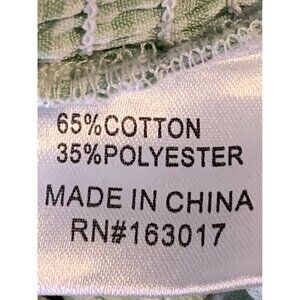 65%COTTON
35%POLYESTER
MADE IN CHINA
RN#163017